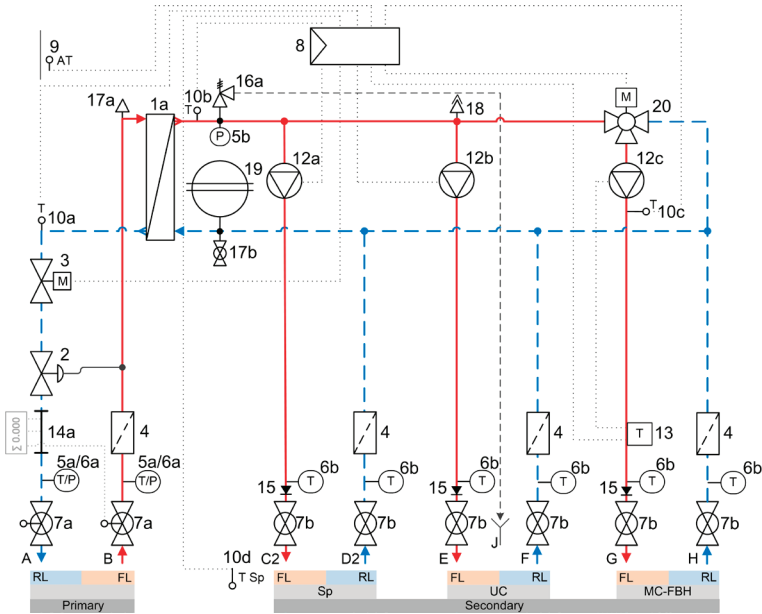 9
AT
8
17a
1a
10b
T
16a
P
5b
18
M
20
19
12a
12b
12c
T
10c
T
10a
17b
3
M
2
Σ 0.000
14a
4
4
4
T
13
4
5a/6a
T/P
5a/6a
T/P
6b
T
6b
T
6b
T
6b
T
6b
T
6b
T
15
15
15
7a
7a
7b
7b
7b
7b
J
7b
7b
A
B
10d
T Sp
C2
D2
E
F
G
H
RL
FL
FL
RL
FL
RL
FL
RL
Sp
UC
MC-FBH
Primary
Secondary